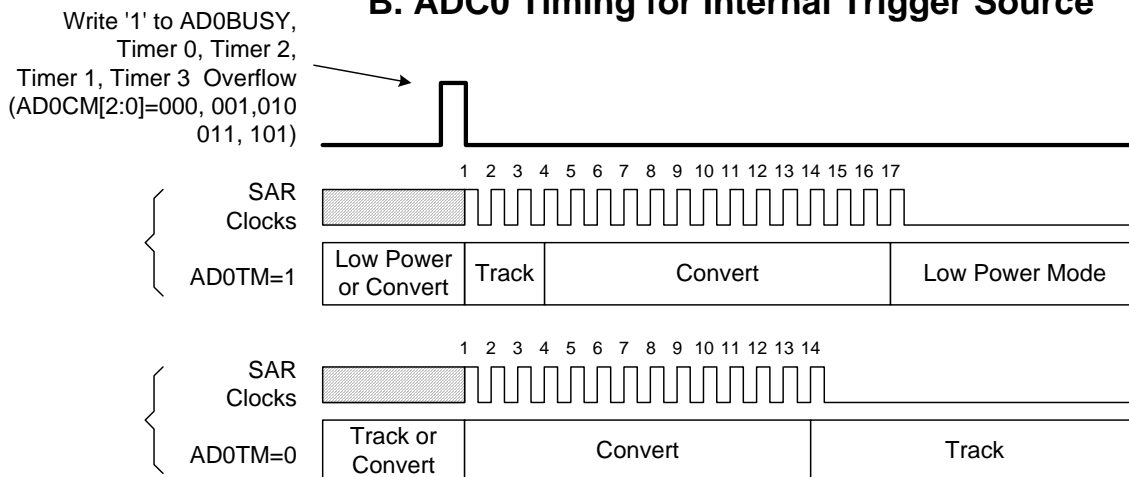 B. ADC0 Timing for Internal Trigger Source
Write '1' to AD0BUSY,
Timer 0, Timer 2,
Timer 1, Timer 3 Overflow
(AD0CM[2:0]=000, 001,010
011, 101)
1 2 3 4 5 6 7 8 9 10 11 12 13 14 15 16 17
SAR
Clocks
AD0TM=1
Low Power
or Convert
Track
Convert
Low Power Mode
1 2 3 4 5 6 7 8 9 10 11 12 13 14
SAR
Clocks
AD0TM=0
Track or
Convert
Convert
Track